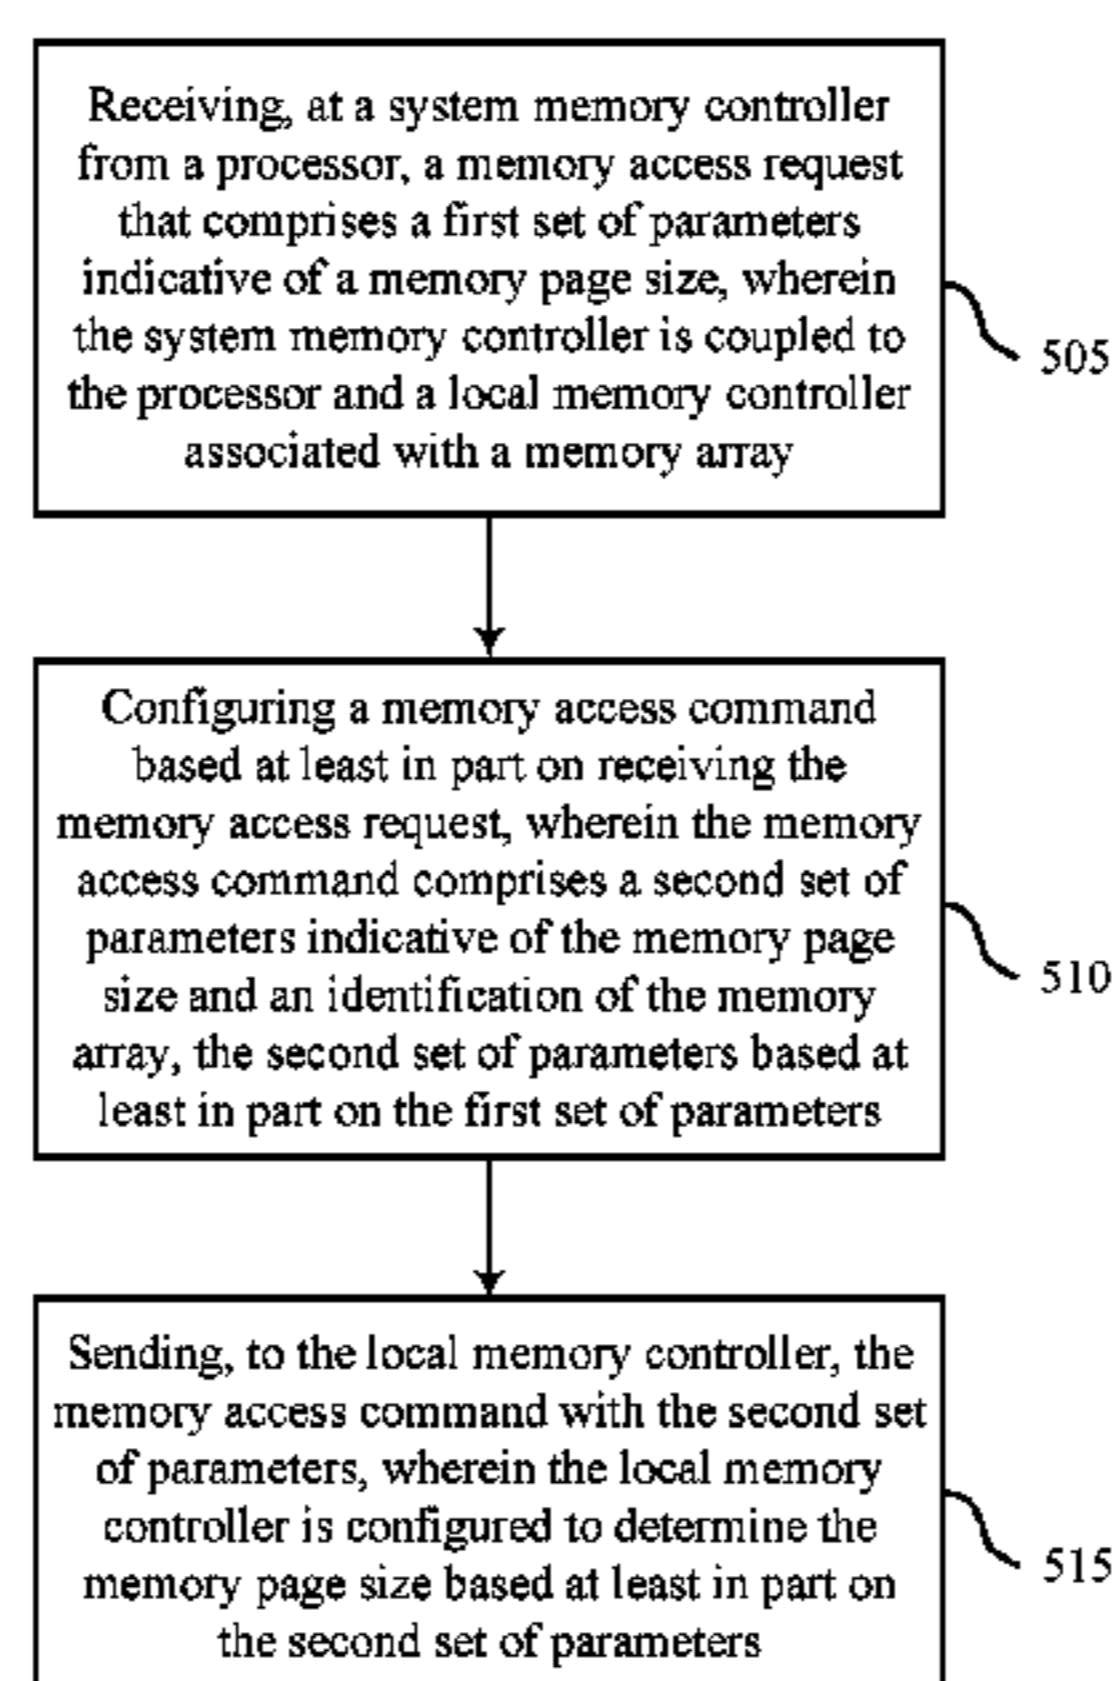 Receiving, at a system memory controller
from a processor, a memory access request
that comprises a first set of parameters
indicative of a memory page size, wherein
the system memory controller is coupled to
the processor and a local memory controller
associated with a memory array
505
Configuring a memory access command
based at least in part on receiving the
memory access request, wherein the memory
access command comprises a second set of
parameters indicative of the memory page
size and an identification of the memory
array, the second set of parameters based at
least in part on the first set of parameters
510
Sending, to the local memory controller, the
memory access command with the second set
of parameters, wherein the local memory
controller is configured to determine the
memory page size based at least in part on
the second set of parameters
515